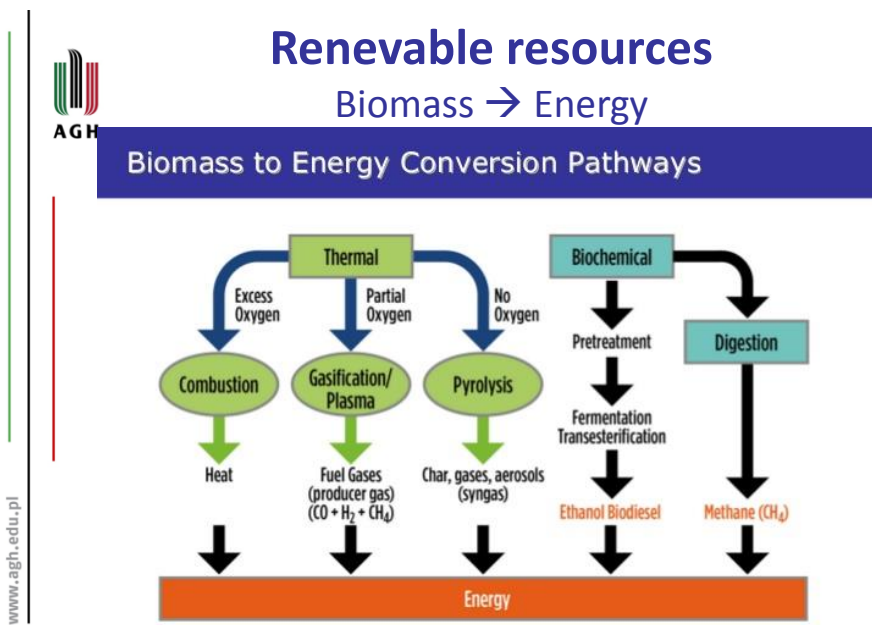 Renevable resources
Biomass → Energy
AGH
Biomass to Energy Conversion Pathways
Thermal
Biochemical
Excess
Oxygen
Partial
Oxygen
No
Oxygen
Pretreatment
Digestion
Combustion
Gasification/
Plasma
Pyrolysis
Fermentation
Transesterification
Heat
Fuel Gases
(producer gas)
(CO + H₂ + CH₄)
Char, gases, aerosols
(syngas)
Ethanol Biodiesel
Methane (CH₄)
Energy
www.agh.edu.pl